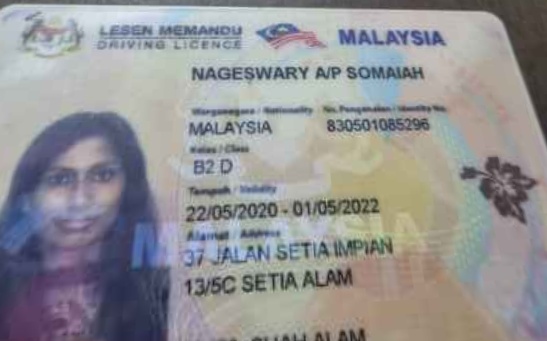 LESEN MEMANDU
DRIVING LICENCE
MALAYSIA
NAGESWARY A/P SOMAIAH
Warganegara / Nationality No. Pengenalan / Identity No.
MALAYSIA 830501085296
Kelas / Class
B2 D
Tempoh / Validity
22/05/2020 - 01/05/2022
Alamat / Address
37 JALAN SETIA IMPIAN
13/5C SETIA ALAM
SHAH ALAM
MALAYSIA